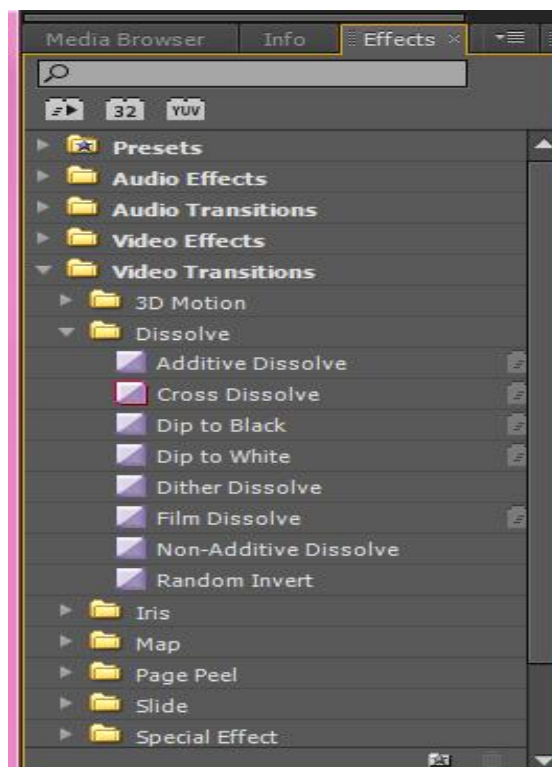 Media Browser Info Effects ×
32 YUV
Presets
Audio Effects
Audio Transitions
Video Effects
Video Transitions
3D Motion
Dissolve
Additive Dissolve
Cross Dissolve
Dip to Black
Dip to White
Dither Dissolve
Film Dissolve
Non-Additive Dissolve
Random Invert
Iris
Map
Page Peel
Slide
Special Effect